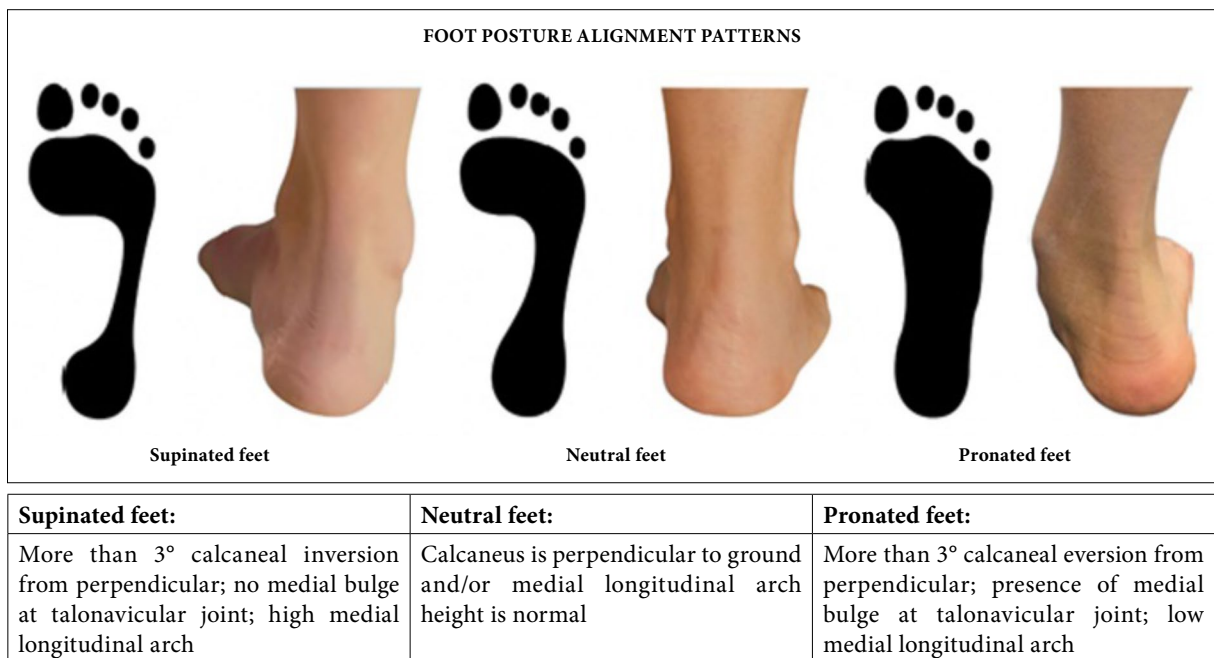 FOOT POSTURE ALIGNMENT PATTERNS
Supinated feet
Neutral feet
Pronated feet
Supinated feet:
Neutral feet:
Pronated feet:
More than 3° calcaneal inversion
from perpendicular; no medial bulge
at talonavicular joint; high medial
longitudinal arch
Calcaneus is perpendicular to ground
and/or medial longitudinal arch
height is normal
More than 3° calcaneal eversion from
perpendicular; presence of medial
bulge at talonavicular joint; low
medial longitudinal arch